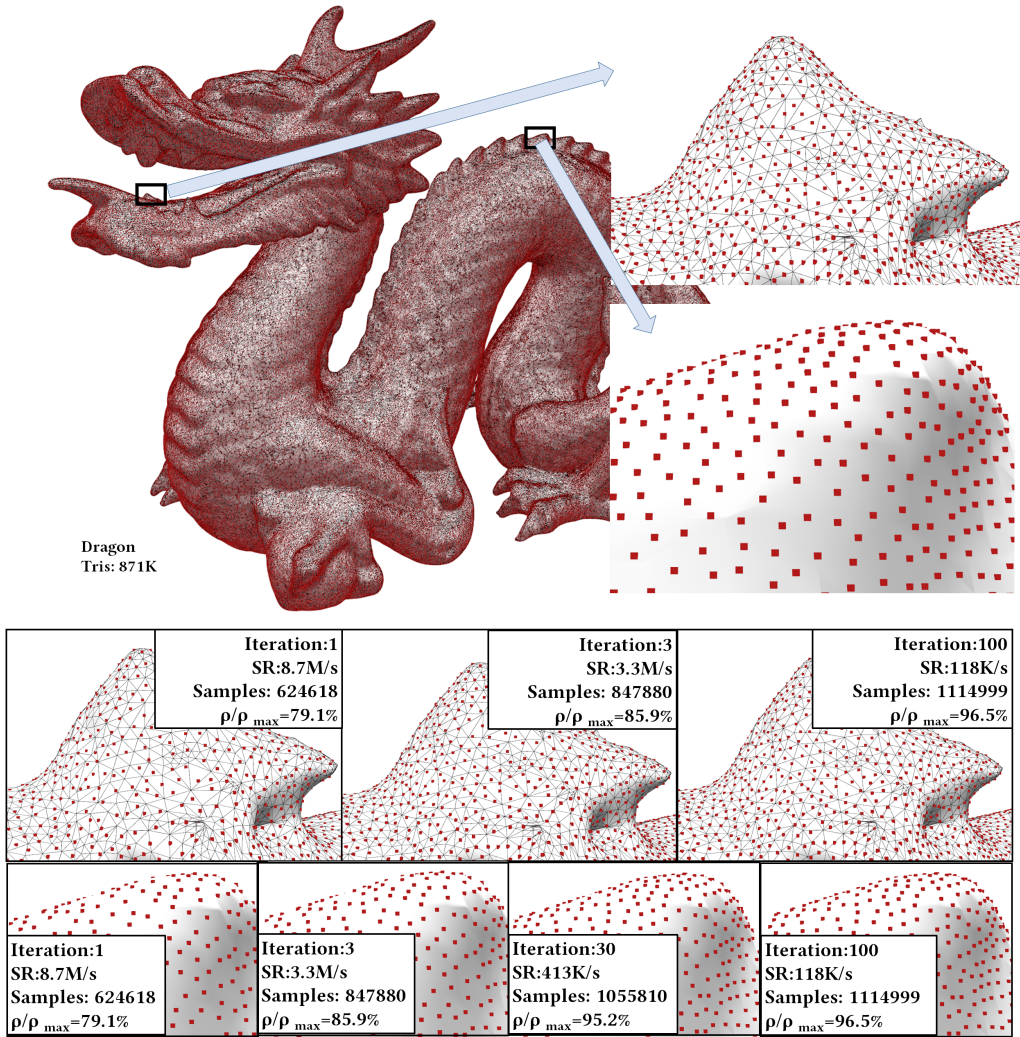 Dragon
Tris: 871K
Iteration:1
SR:8.7M/s
Samples: 624618
ρ/ρ max=79.1%
Iteration:3
SR:3.3M/s
Samples: 847880
ρ/ρ max=85.9%
Iteration:100
SR:118K/s
Samples: 1114999
ρ/ρ max=96.5%
Iteration:1
SR:8.7M/s
Samples: 624618
ρ/ρ max=79.1%
Iteration:3
SR:3.3M/s
Samples: 847880
ρ/ρ max=85.9%
Iteration:30
SR:413K/s
Samples: 1055810
ρ/ρ max=95.2%
Iteration:100
SR:118K/s
Samples: 1114999
ρ/ρ max=96.5%